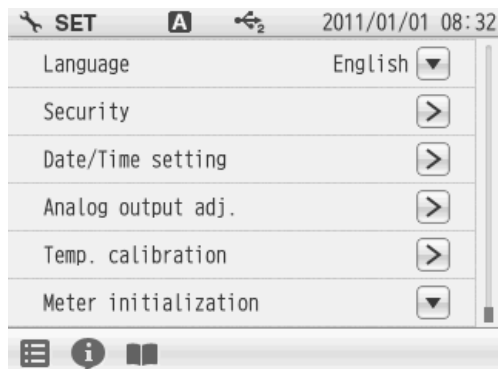 SET A 2 2011/01/01 08:32
Language English
Security
Date/Time setting
Analog output adj.
Temp. calibration
Meter initialization